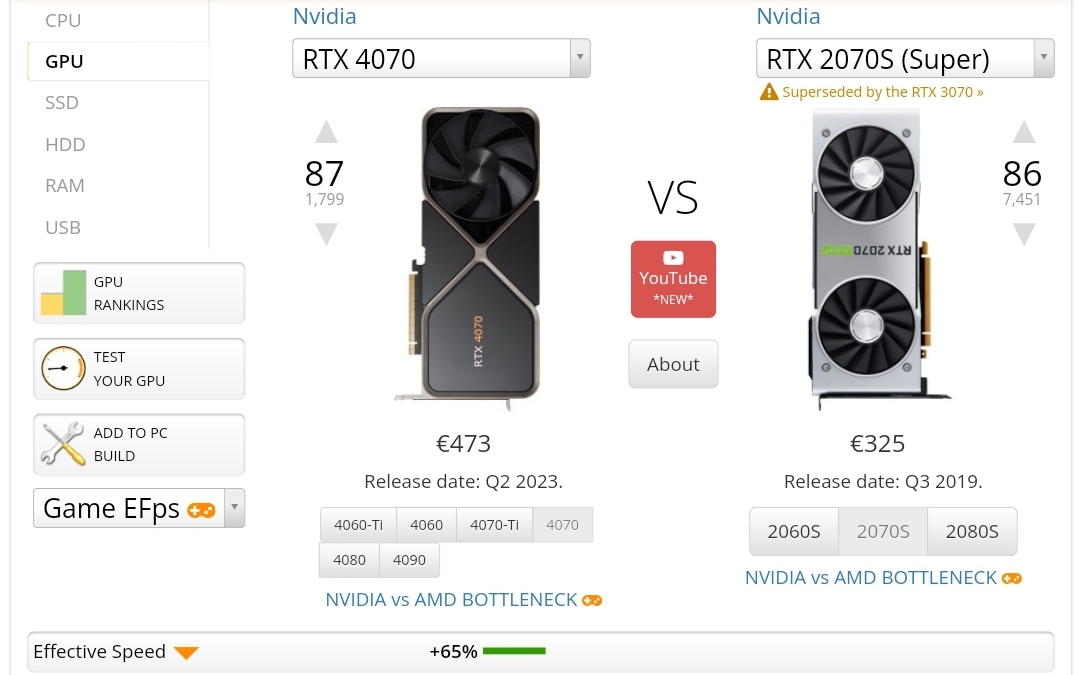 CPU
GPU
SSD
HDD
RAM
USB
GPU
RANKINGS
TEST
YOUR GPU
ADD TO PC
BUILD
Game EFps
Nvidia
RTX 4070
87
1,799
RTX 4070
€473
Release date: Q2 2023.
4060-Ti 4060 4070-Ti 4070
4080 4090
NVIDIA vs AMD BOTTLENECK
VS
YouTube
*NEW*
About
Nvidia
RTX 2070S (Super)
Superseded by the RTX 3070 »
86
7,451
RTX 2070
€325
Release date: Q3 2019.
2060S 2070S 2080S
NVIDIA vs AMD BOTTLENECK
Effective Speed +65%